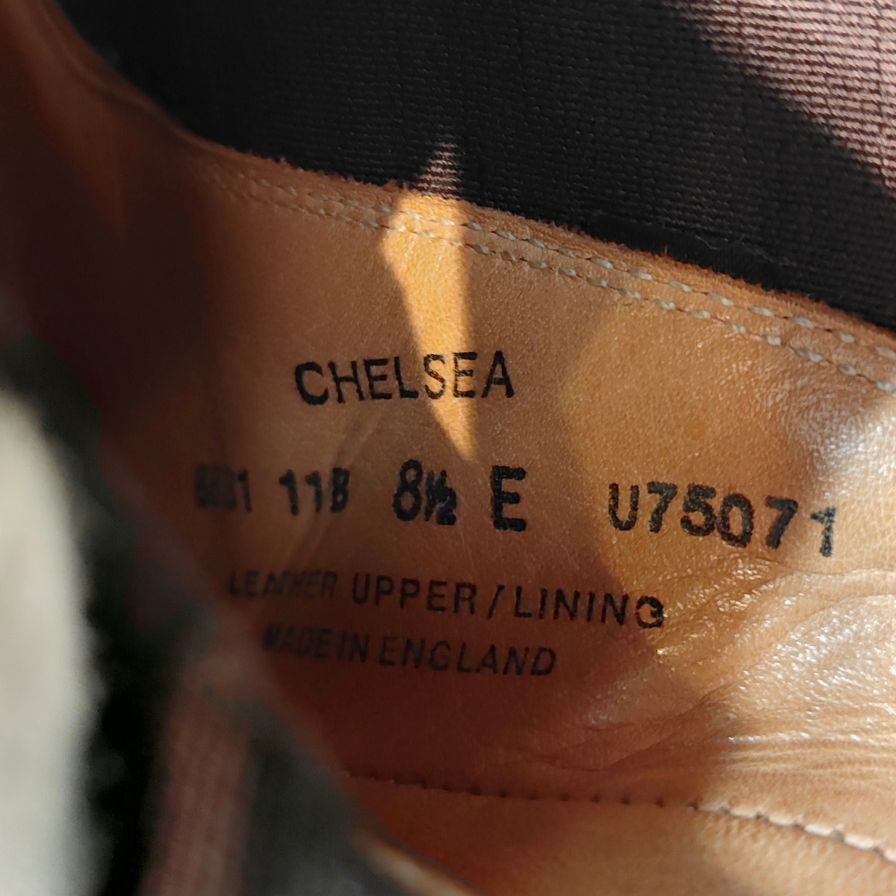 CHELSEA
11B 8½ E U75071
LEATHER UPPER/LINING
MADE IN ENGLAND